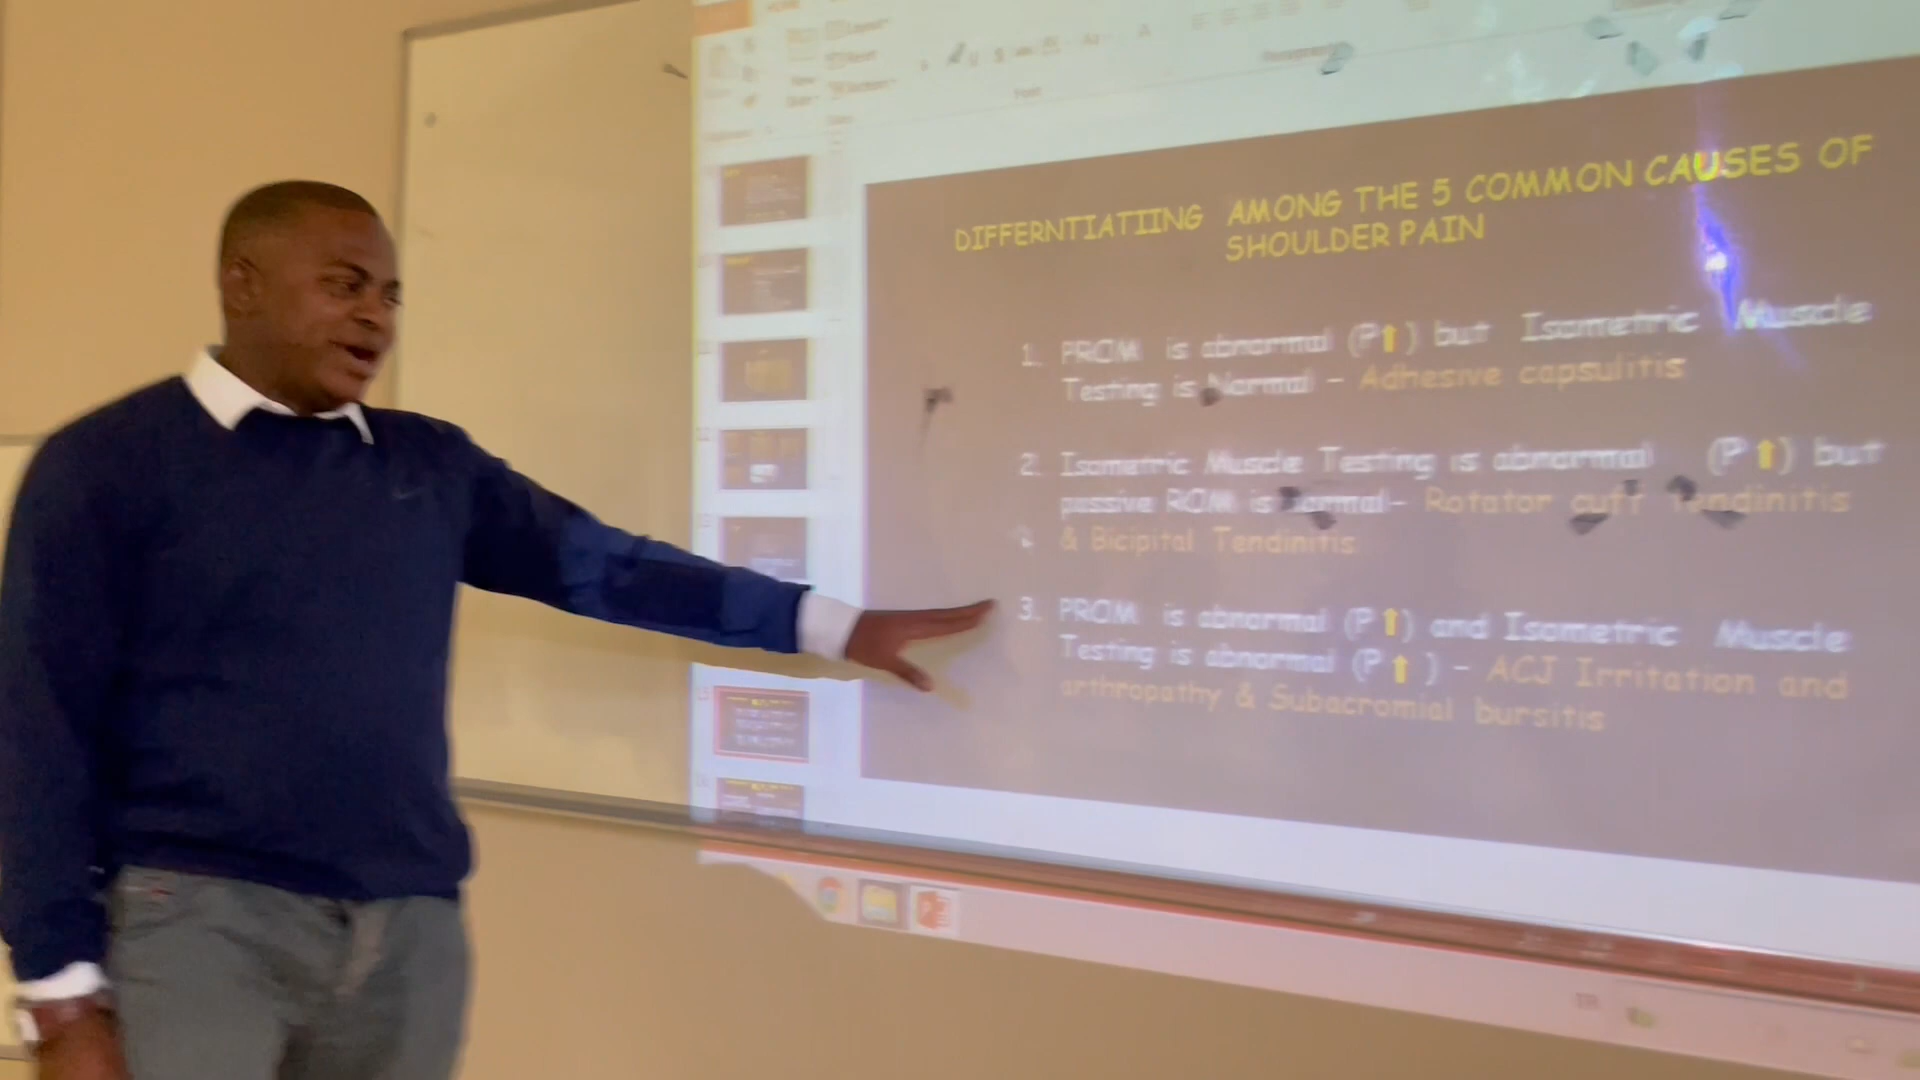 DIFFERNTIATIING AMONG THE 5 COMMON CAUSES OF
SHOULDER PAIN
1. PROM is abnormal (P⬆) but Isometric Muscle
Testing is Normal - Adhesive capsulitis
2. Isometric Muscle Testing is abnormal (P⬆) but
passive ROM is Normal- Rotator cuff Tendinitis
& Bicipital Tendinitis
3. PROM is abnormal (P⬆) and Isometric Muscle
Testing is abnormal (P⬆) - ACJ Irritation and
arthropathy & Subacromial bursitis